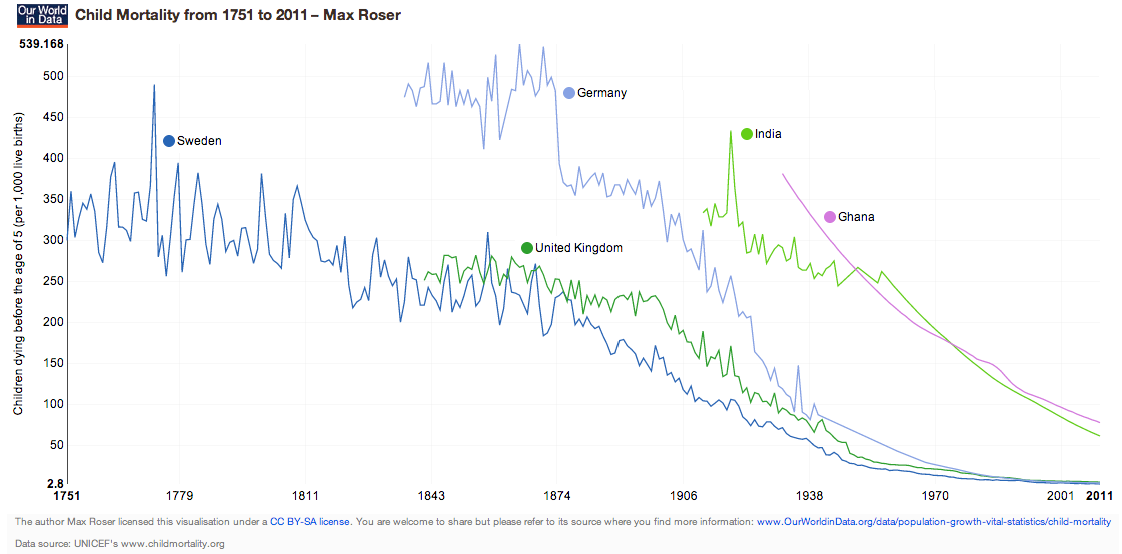 Our World
in Data
Child Mortality from 1751 to 2011 – Max Roser
539.168
500
450
400
350
300
250
200
150
100
50
2.8
Children dying before the age of 5 (per 1,000 live births)
Sweden
Germany
United Kingdom
India
Ghana
1751 1779 1811 1843 1874 1906 1938 1970 2001 2011
The author Max Roser licensed this visualisation under a CC BY-SA license. You are welcome to share but please refer to its source where you find more information: www.OurWorldinData.org/data/population-growth-vital-statistics/child-mortality
Data source: UNICEF's www.childmortality.org